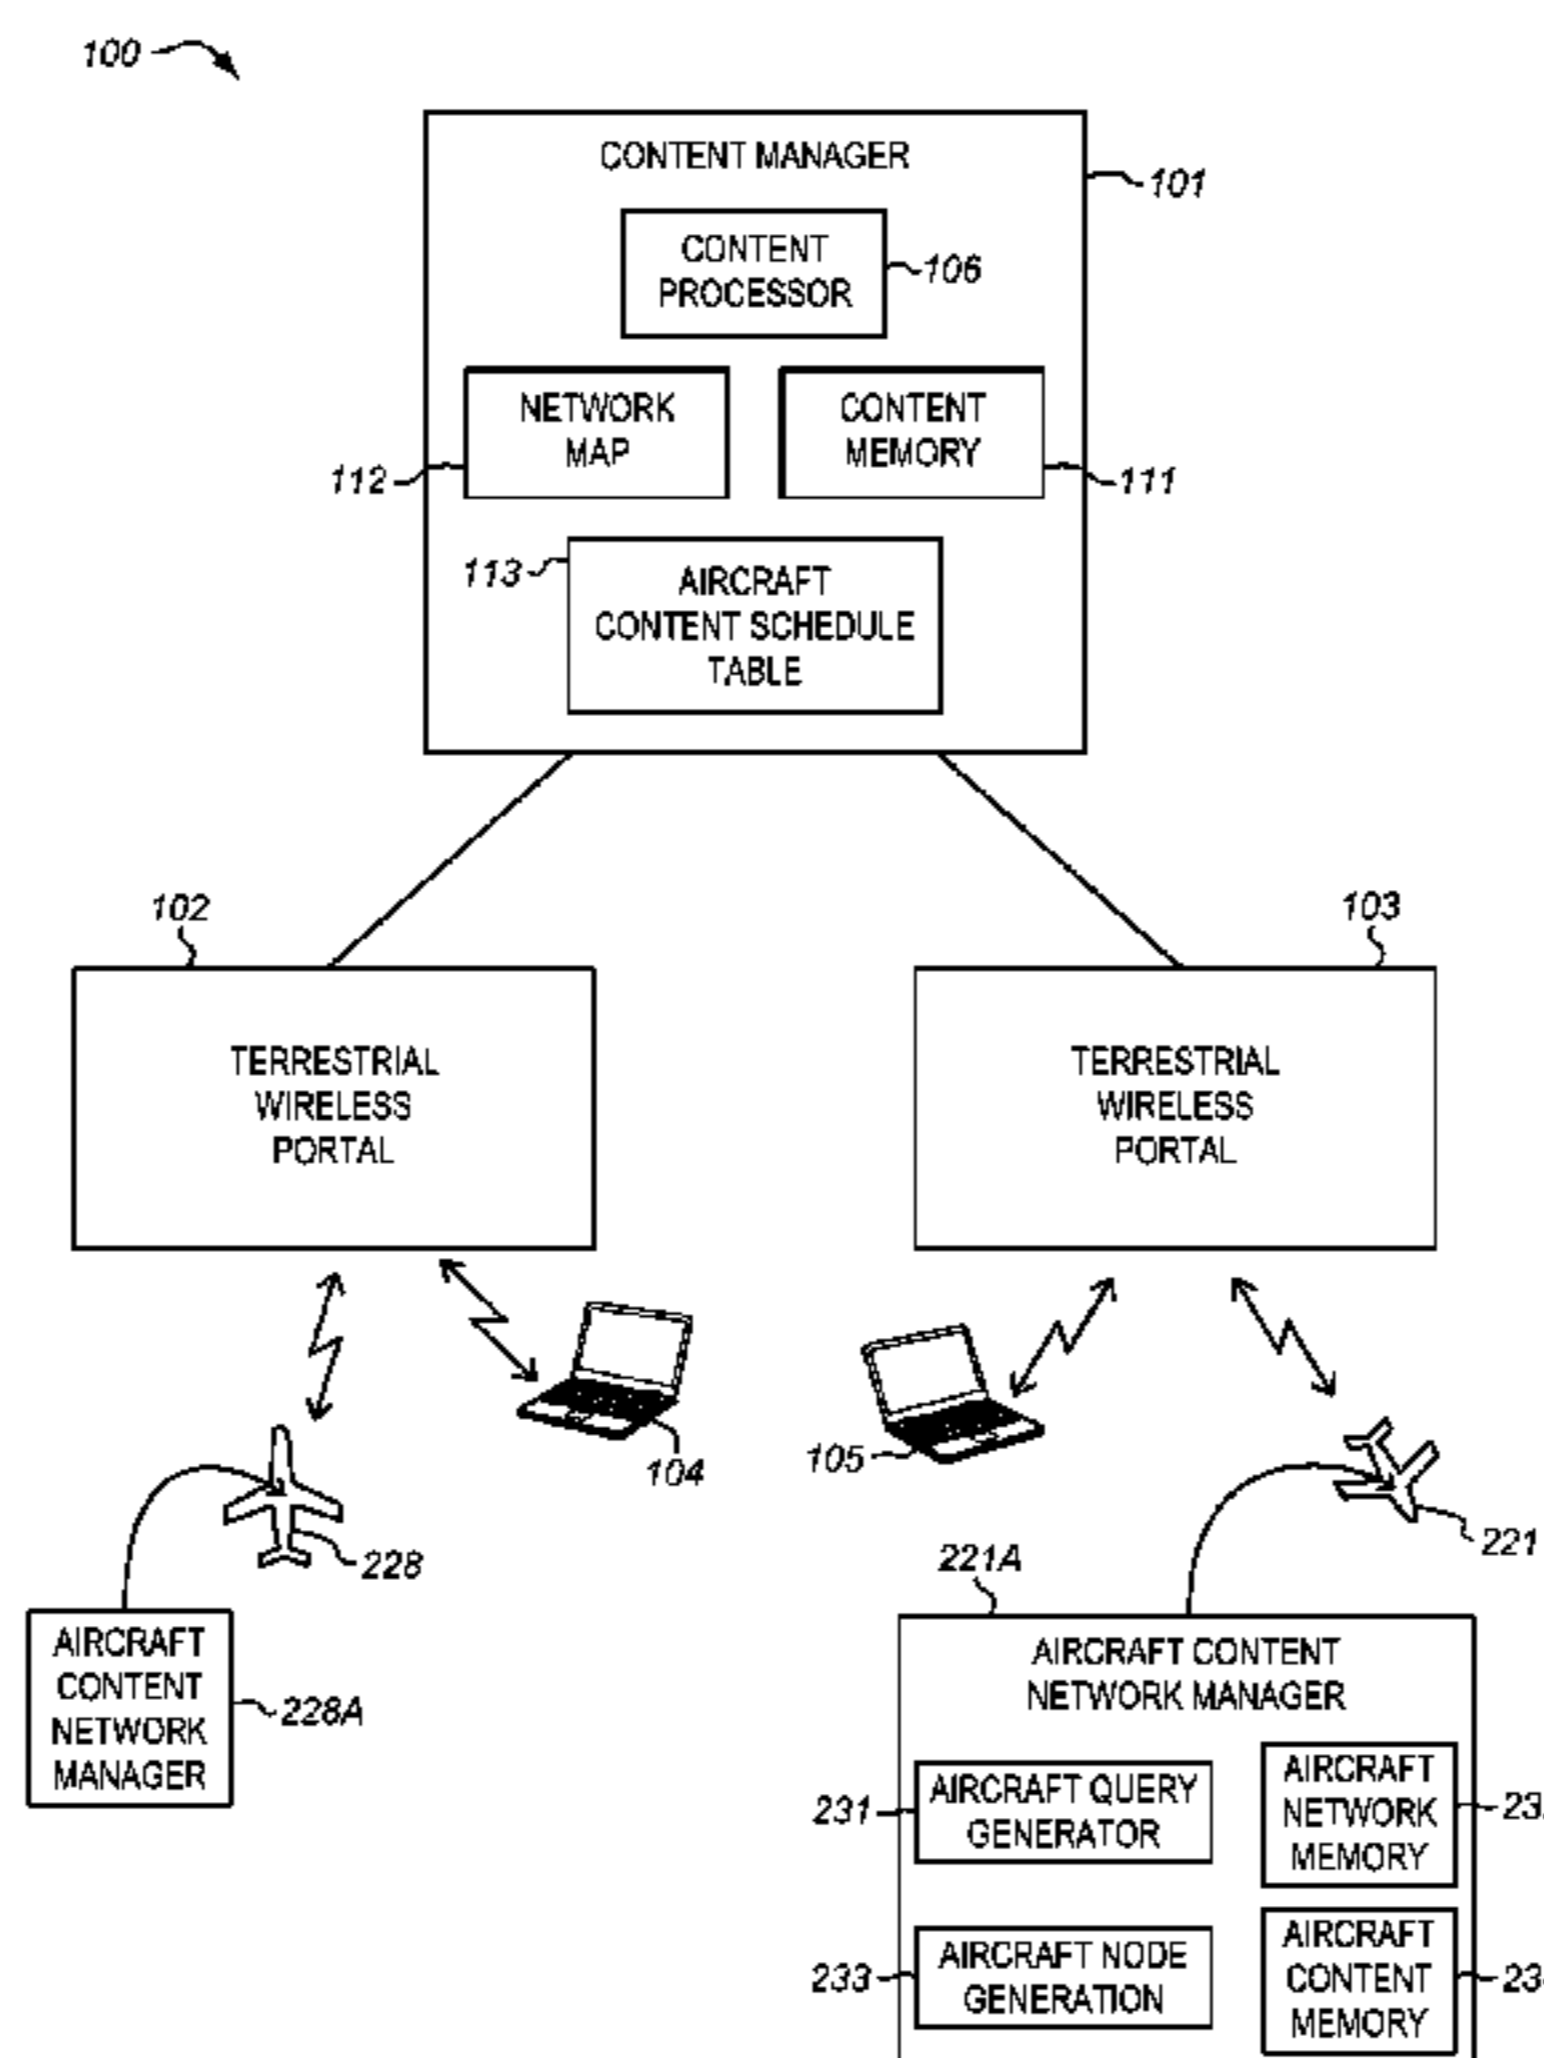 100
CONTENT MANAGER
101
CONTENT
PROCESSOR
106
NETWORK
MAP
112
CONTENT
MEMORY
111
113
AIRCRAFT
CONTENT SCHEDULE
TABLE
102
103
TERRESTRIAL
WIRELESS
PORTAL
TERRESTRIAL
WIRELESS
PORTAL
104
105
228
221
221A
AIRCRAFT
CONTENT
NETWORK
MANAGER
228A
AIRCRAFT CONTENT
NETWORK MANAGER
231
AIRCRAFT QUERY
GENERATOR
AIRCRAFT
NETWORK
MEMORY
233
AIRCRAFT NODE
GENERATION
AIRCRAFT
CONTENT
MEMORY